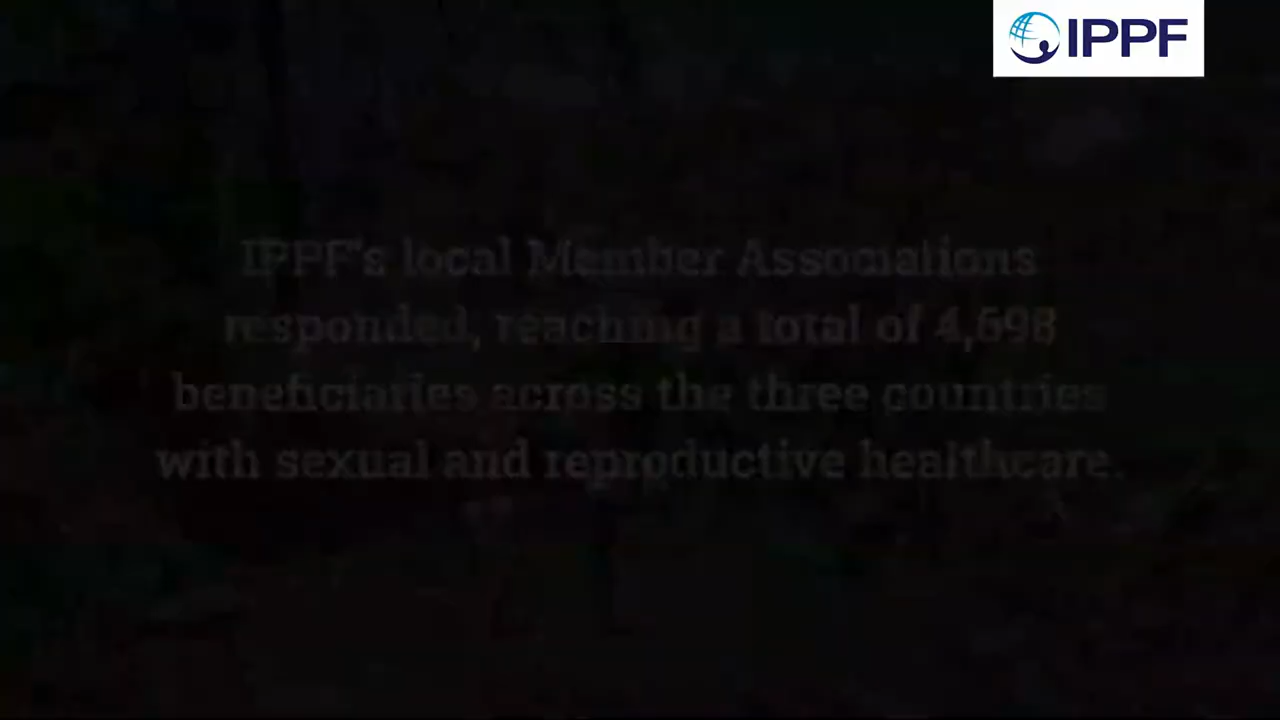 IPPF
IPPF's local Member Associations
responded, reaching a total of 4,698
beneficiaries across the three countries
with sexual and reproductive healthcare.